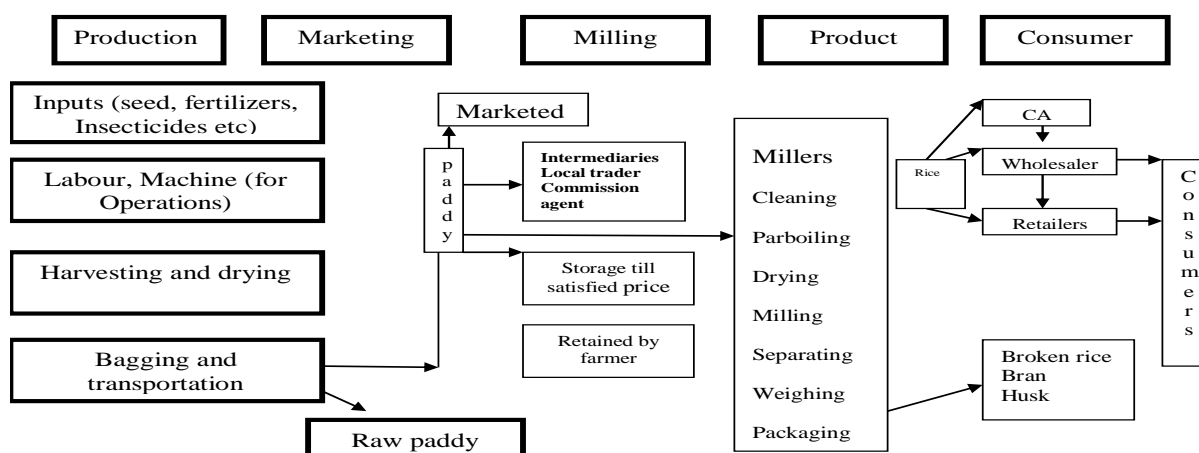 Production
Marketing
Milling
Product
Consumer
Inputs (seed, fertilizers,
Insecticides etc)
Labour, Machine (for
Operations)
Harvesting and drying
Bagging and
transportation
Raw paddy
paddy
Marketed
Intermediaries
Local trader
Commission
agent
Storage till
satisfied price
Retained by
farmer
Millers
Cleaning
Parboiling
Drying
Milling
Separating
Weighing
Packaging
Rice
CA
Wholesaler
Retailers
Consumers
Broken rice
Bran
Husk